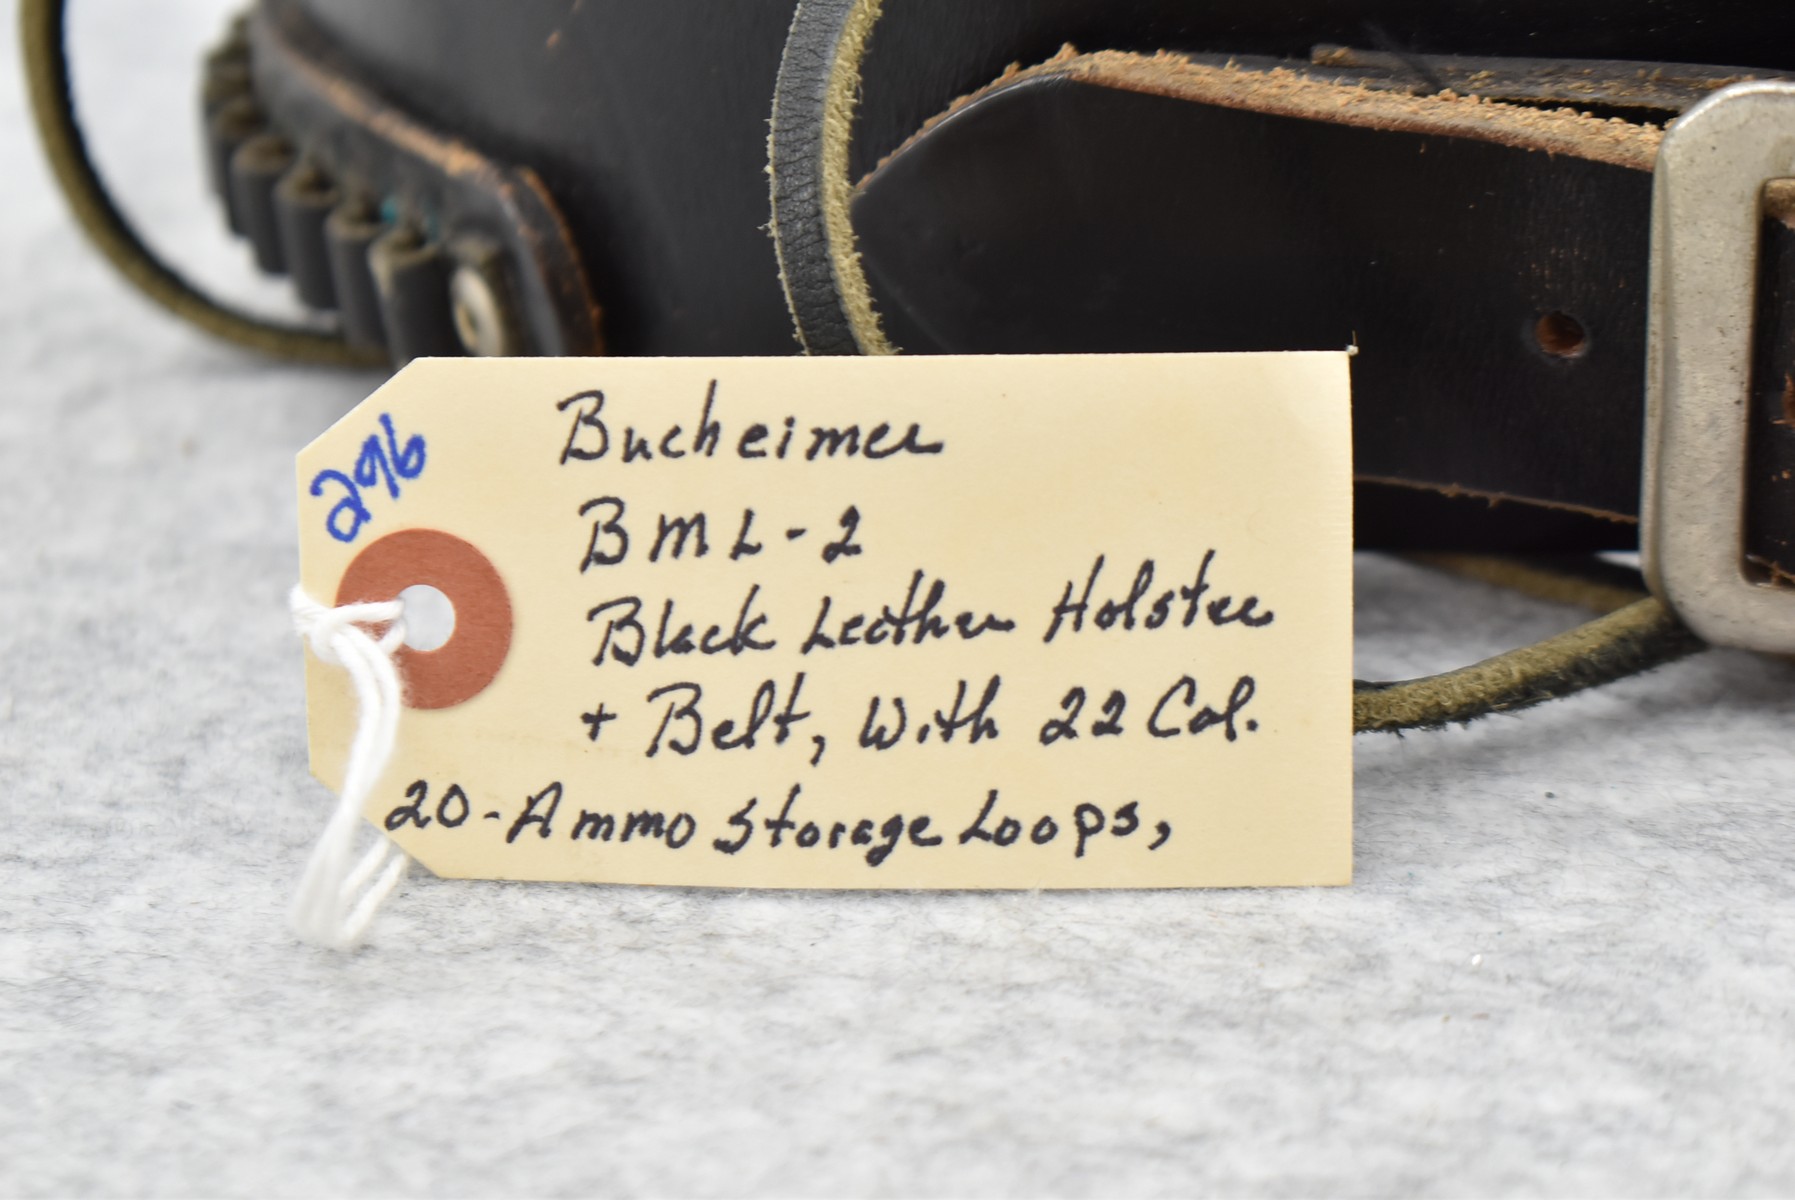 296
Bucheimer
BML-2
Black Leather Holster
+ Belt, With 22 Cal.
20-Ammo Storage Loops,